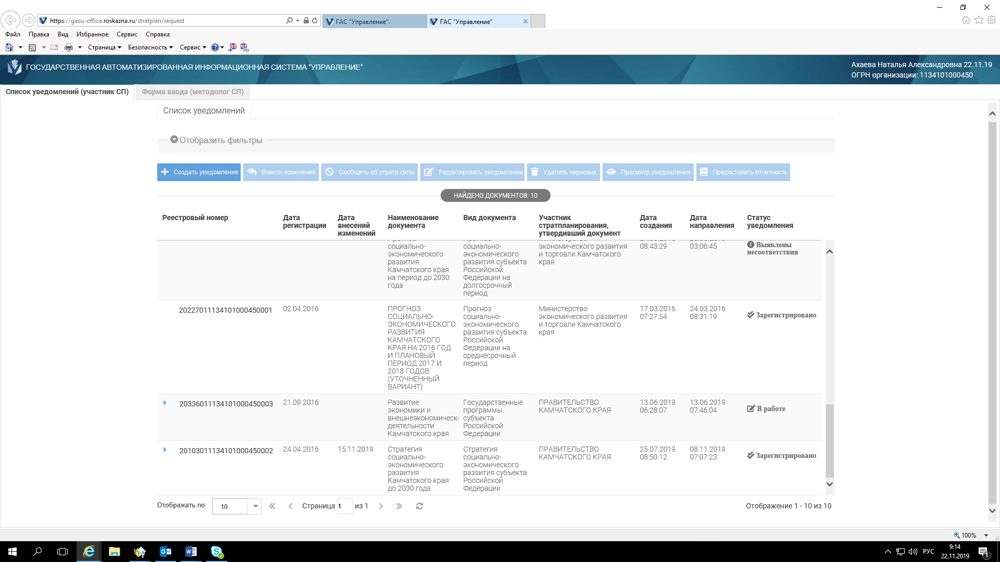 https://gasu-office.roskazna.ru/stratplan/request
ГАС "Управление".
ГАС "Управление"
Файл Правка Вид Избранное Сервис Справка
Страница Безопасность Сервис
ГОСУДАРСТВЕННАЯ АВТОМАТИЗИРОВАННАЯ ИНФОРМАЦИОННАЯ СИСТЕМА "УПРАВЛЕНИЕ"
Ахаева Наталья Александровна 22.11.19
ОГРН организации: 1134101000450
Список уведомлений (участник СП)
Форма ввода (методолог СП)
Список уведомлений
Отобразить фильтры
Создать уведомление
Внести изменения
Сообщить об утрате силы
Редактировать уведомление
Удалить черновик
Просмотр уведомления
Предоставить отчетность
НАЙДЕНО ДОКУМЕНТОВ: 10
Реестровый номер
Дата
регистрации
Дата
внесений
изменений
Наименование
документа
Вид документа
Участник
стратпланирования,
утвердивший документ
Дата
создания
Дата
направления
Статус
уведомления
социально-
экономического
развития
Камчатского края
на период до 2030
года
социально-
экономического
развития субъекта
Российской
Федерации на
долгосрочный
период
экономического развития
и торговли Камчатского
края
08:43:29
03:06:45
Выявлены
несоответствия
20227011134101000450001
02.04.2016
ПРОГНОЗ
СОЦИАЛЬНО-
ЭКОНОМИЧЕСКОГО
РАЗВИТИЯ
КАМЧАТСКОГО
КРАЯ НА 2016 ГОД
И ПЛАНОВЫЙ
ПЕРИОД 2017 И
2018 ГОДОВ
(УТОЧНЕННЫЙ
ВАРИАНТ)
Прогноз
социально-
экономического
развития субъекта
Российской
Федерации на
среднесрочный
период
Министерство
экономического развития
и торговли Камчатского
края
17.03.2016
07:27:54
24.03.2016
08:31:19
Зарегистрировано
20336011134101000450003
21.09.2016
Развитие
экономики и
внешнеэкономическ
деятельности
Камчатского края
Государственные
программы
субъекта
Российской
Федерации
ПРАВИТЕЛЬСТВО
КАМЧАТСКОГО КРАЯ
13.06.2019
06:28:07
13.06.2019
07:46:04
В работе
20103011134101000450002
24.04.2016
15.11.2019
Стратегия
социально-
экономического
развития
Камчатского края
до 2030 года
Стратегия
социально-
экономического
развития субъекта
Российской
Федерации
ПРАВИТЕЛЬСТВО
КАМЧАТСКОГО КРАЯ
25.07.2019
08:50:12
08.11.2019
07:07:23
Зарегистрировано
Отображать по: 10 Страница 1 из 1
Отображение 1 - 10 из 10
100%
РУС
9:14
22.11.2019
1